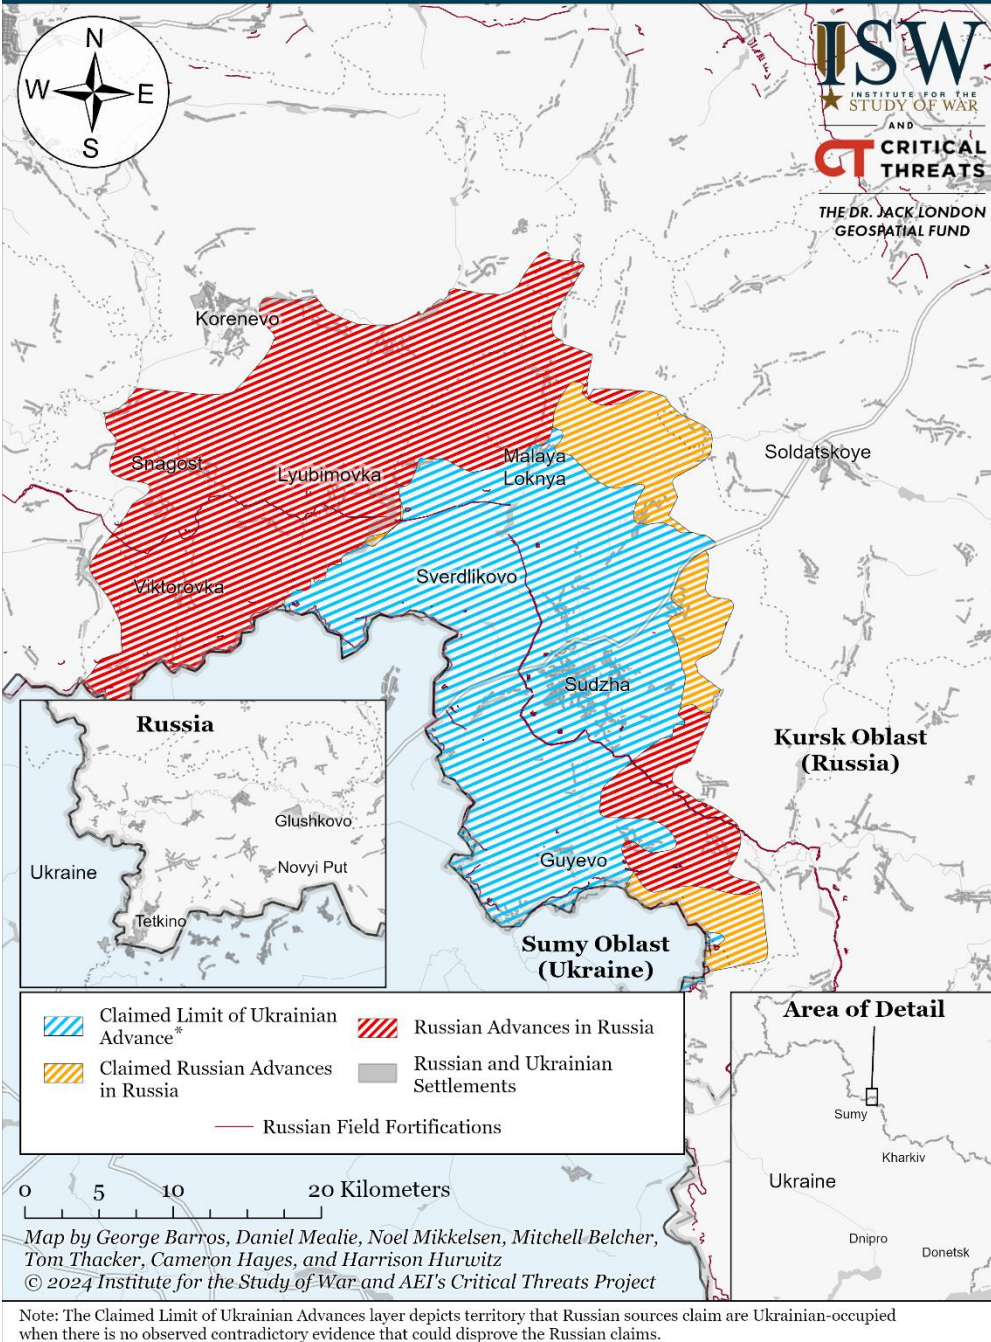 N
W
E
S
ISW
INSTITUTE FOR THE
STUDY OF WAR
AND
CT CRITICAL
THREATS
THE DR. JACK LONDON
GEOSPATIAL FUND
Korenevo
Snagost
Lyubimovka
Malaya
Loknya
Soldatskoye
Viktorovka
Sverdlikovo
Sudzha
Kursk Oblast
(Russia)
Guyevo
Sumy Oblast
(Ukraine)
Russia
Glushkovo
Ukraine
Novyi Put
Tetkino
Claimed Limit of Ukrainian
Advance*
Russian Advances in Russia
Claimed Russian Advances
in Russia
Russian and Ukrainian
Settlements
Russian Field Fortifications
Area of Detail
Sumy
Kharkiv
Ukraine
Dnipro
Donetsk
0 5 10 20 Kilometers
Map by George Barros, Daniel Mealie, Noel Mikkelsen, Mitchell Belcher,
Tom Thacker, Cameron Hayes, and Harrison Hurwitz
© 2024 Institute for the Study of War and AEI's Critical Threats Project
Note: The Claimed Limit of Ukrainian Advances layer depicts territory that Russian sources claim are Ukrainian-occupied
when there is no observed contradictory evidence that could disprove the Russian claims.